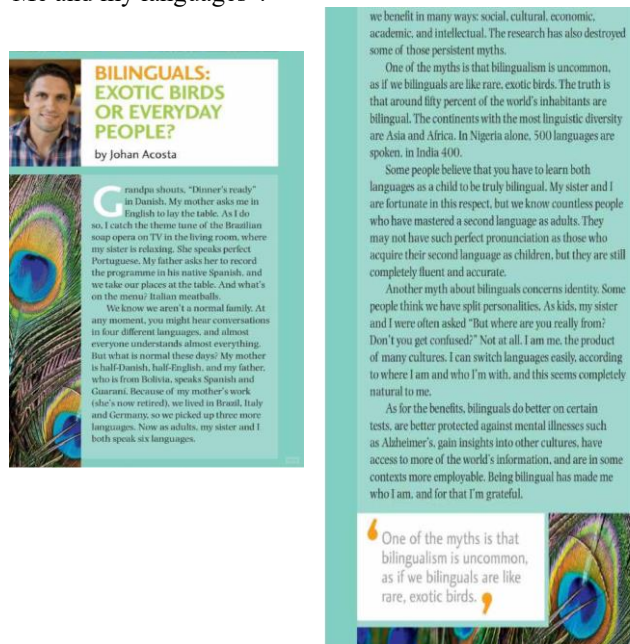 Me and my languages".
BILINGUALS:
EXOTIC BIRDS
OR EVERYDAY
PEOPLE?
by Johan Acosta
Grandpa shouts, "Dinner's ready"
in Danish. My mother asks me in
English to lay the table. As I do
so, I catch the theme tune of the Brazilian
soap opera on TV in the living room, where
my sister is relaxing. She speaks perfect
Portuguese. My father asks her to record
the programme in his native Spanish, and
we take our places at the table. And what's
on the menu? Italian meatballs.
We know we aren't a normal family. At
any moment, you might hear conversations
in four different languages, and almost
everyone understands almost everything.
But what is normal these days? My mother
is half-Danish, half-English, and my father,
who is from Bolivia, speaks Spanish and
Guaraní. Because of my mother's work
(she's now retired), we lived in Brazil, Italy
and Germany, so we picked up three more
languages. Now as adults, my sister and I
both speak six languages.
we benefit in many ways: social, cultural, economic,
academic, and intellectual. The research has also destroyed
some of those persistent myths.
One of the myths is that bilingualism is uncommon,
as if we bilinguals are like rare, exotic birds. The truth is
that around fifty percent of the world's inhabitants are
bilingual. The continents with the most linguistic diversity
are Asia and Africa. In Nigeria alone, 500 languages are
spoken, in India 400.
Some people believe that you have to learn both
languages as a child to be truly bilingual. My sister and I
are fortunate in this respect, but we know countless people
who have mastered a second language as adults. They
may not have such perfect pronunciation as those who
acquire their second language as children, but they are still
completely fluent and accurate.
Another myth about bilinguals concerns identity. Some
people think we have split personalities. As kids, my sister
and I were often asked "But where are you really from?
Don't you get confused?" Not at all. I am me, the product
of many cultures. I can switch languages easily, according
to where I am and who I'm with, and this seems completely
natural to me.
As for the benefits, bilinguals do better on certain
tests, are better protected against mental illnesses such
as Alzheimer's, gain insights into other cultures, have
access to more of the world's information, and are in some
contexts more employable. Being bilingual has made me
who I am, and for that I'm grateful.
‘One of the myths is that
bilingualism is uncommon,
as if we bilinguals are like
rare, exotic birds.’